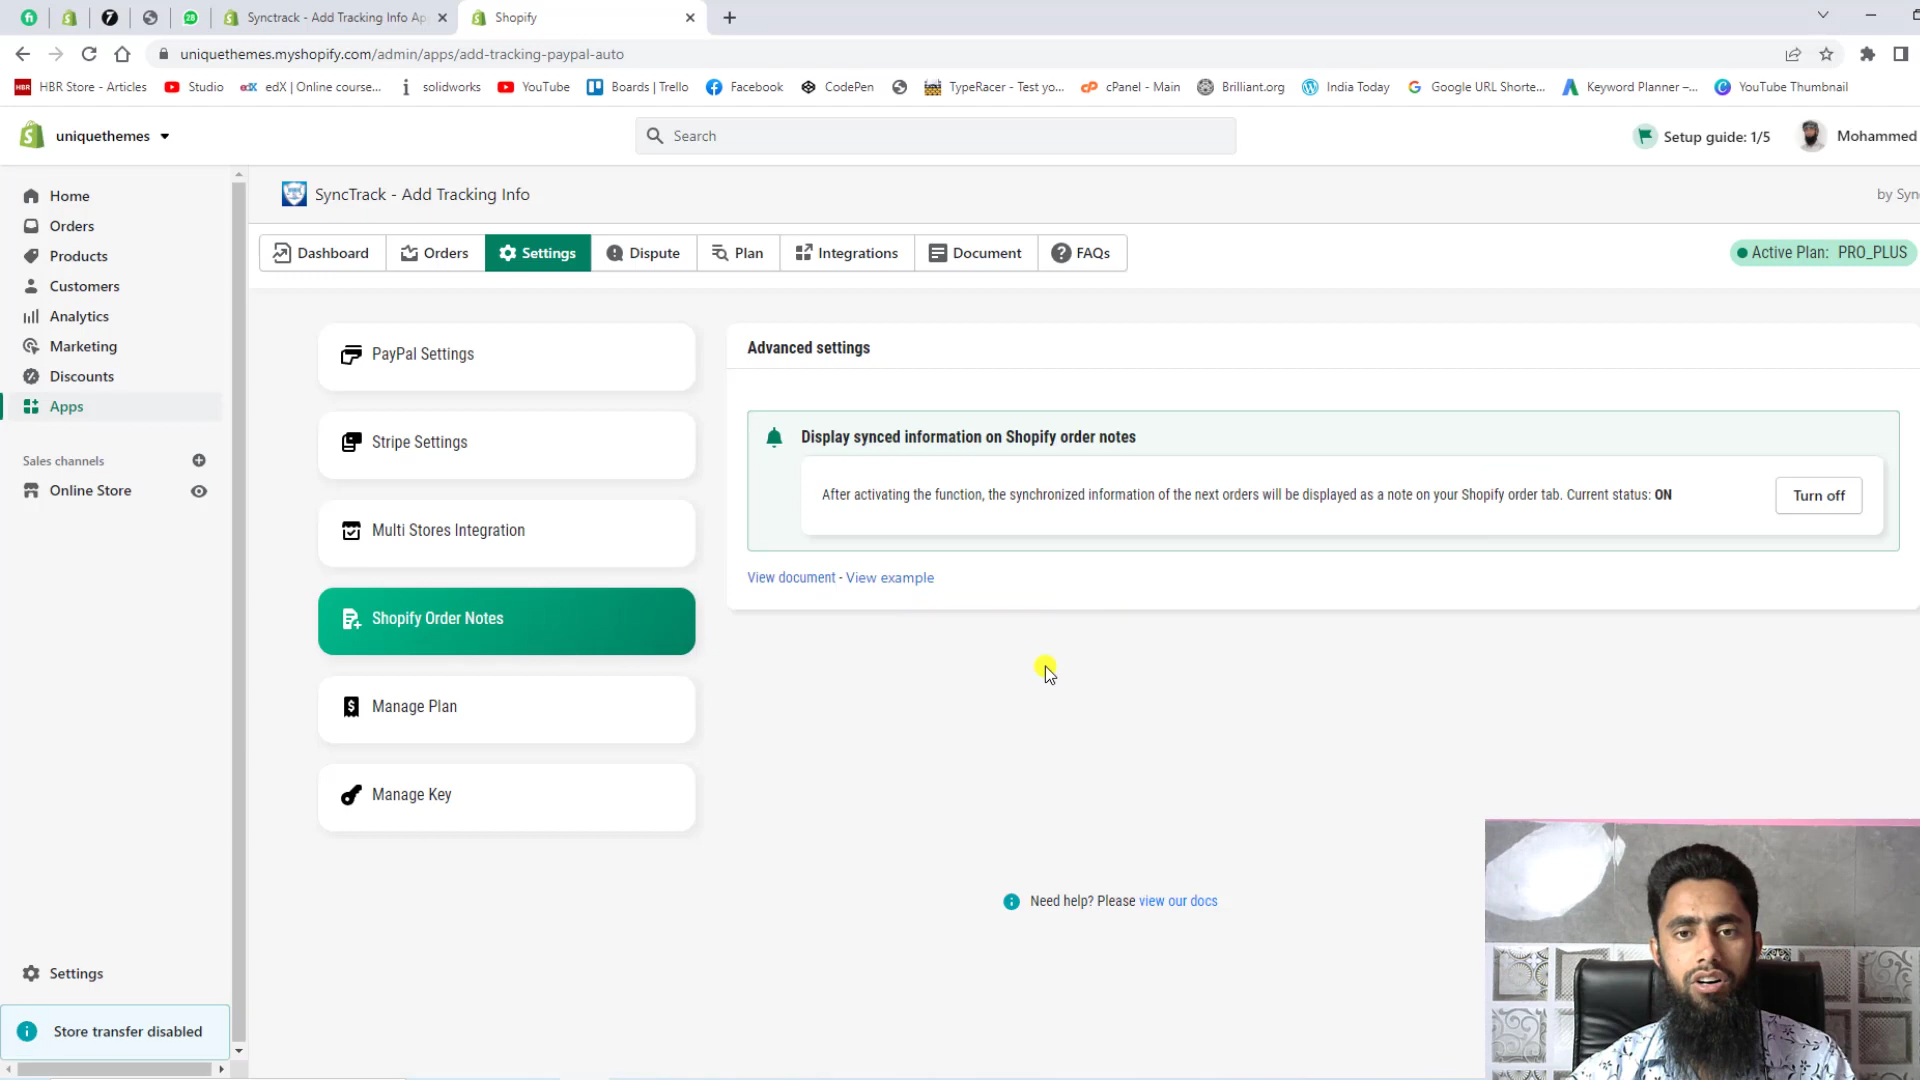 28
Synctrack - Add Tracking Info Ap
Shopify
uniquethemes.myshopify.com/admin/apps/add-tracking-paypal-auto
HBR
HBR Store - Articles
Studio
edX
edX | Online course...
solidworks
YouTube
Boards | Trello
Facebook
CodePen
TypeRacer - Test yo...
cPanel - Main
Brilliant.org
India Today
Google URL Shorte...
Keyword Planner –...
YouTube Thumbnail
uniquethemes
Search
Setup guide: 1/5
Mohammed
Home
Orders
Products
Customers
Analytics
Marketing
Discounts
Apps
Sales channels
Online Store
Settings
Store transfer disabled
SyncTrack - Add Tracking Info
by Syn
Dashboard
Orders
Settings
Dispute
Plan
Integrations
Document
FAQs
Active Plan: PRO_PLUS
PayPal Settings
Stripe Settings
Multi Stores Integration
Shopify Order Notes
Manage Plan
Manage Key
Advanced settings
Display synced information on Shopify order notes
After activating the function, the synchronized information of the next orders will be displayed as a note on your Shopify order tab. Current status: ON
Turn off
View document - View example
Need help? Please view our docs